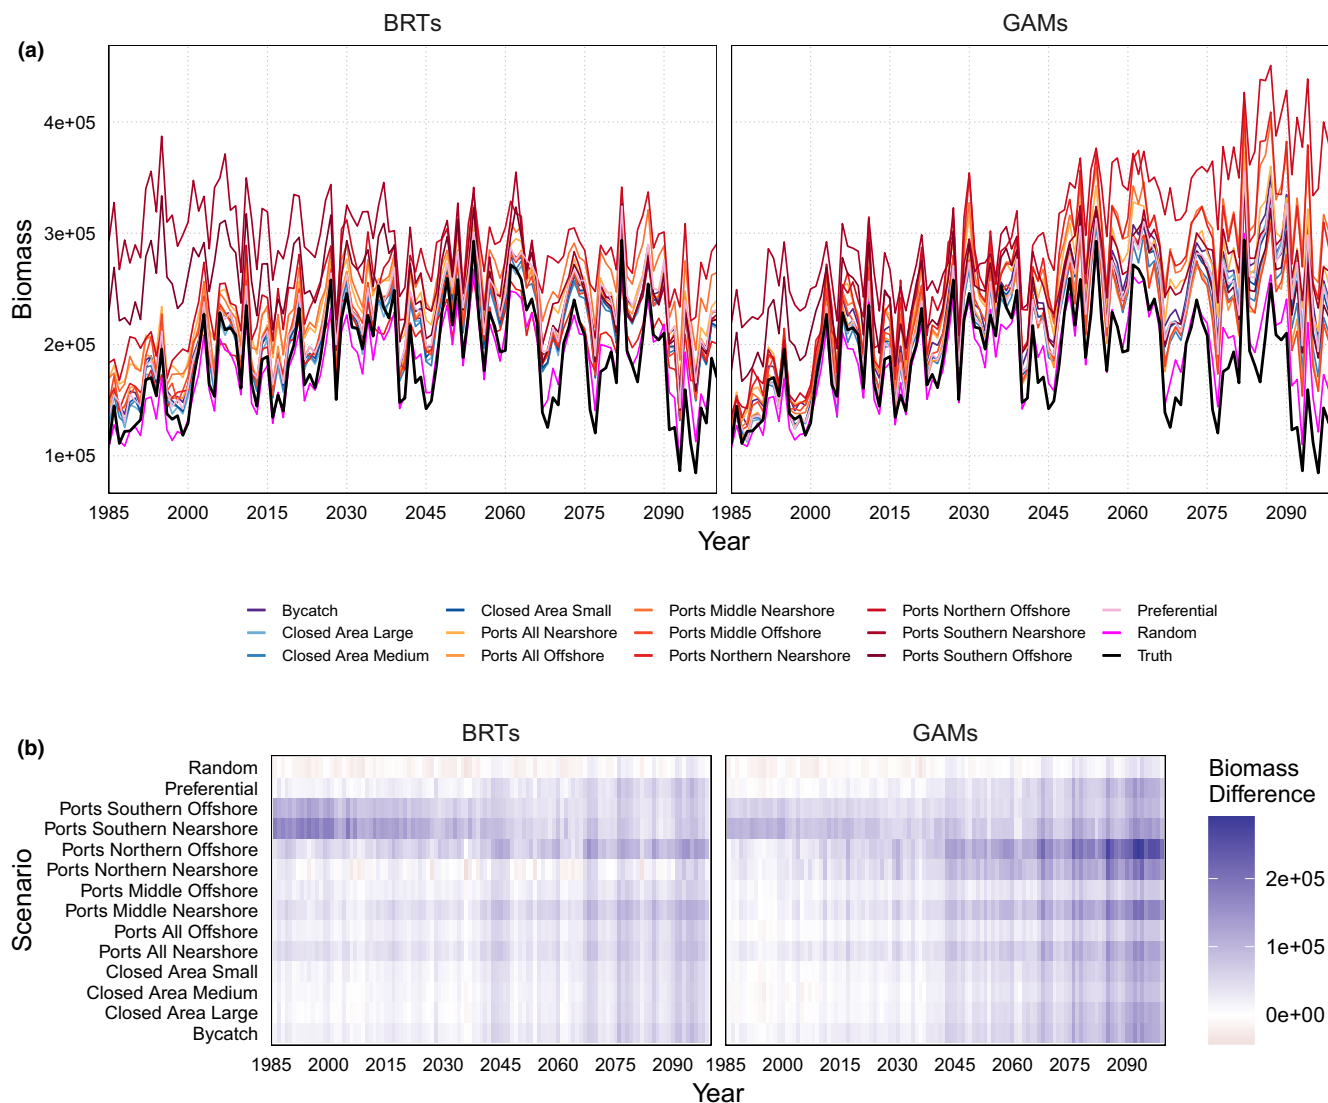 BRTs
GAMs
(a)
4e+05
3e+05
2e+05
1e+05
Biomass
1985 2000 2015 2030 2045 2060 2075 2090
1985 2000 2015 2030 2045 2060 2075 2090
Year
Bycatch
Closed Area Large
Closed Area Medium
Closed Area Small
Ports All Nearshore
Ports All Offshore
Ports Middle Nearshore
Ports Middle Offshore
Ports Northern Nearshore
Ports Northern Offshore
Ports Southern Nearshore
Ports Southern Offshore
Preferential
Random
Truth
(b)
BRTs
GAMs
Scenario
Random
Preferential
Ports Southern Offshore
Ports Southern Nearshore
Ports Northern Offshore
Ports Northern Nearshore
Ports Middle Offshore
Ports Middle Nearshore
Ports All Offshore
Ports All Nearshore
Closed Area Small
Closed Area Medium
Closed Area Large
Bycatch
1985 2000 2015 2030 2045 2060 2075 2090
1985 2000 2015 2030 2045 2060 2075 2090
Year
Biomass
Difference
2e+05
1e+05
0e+00